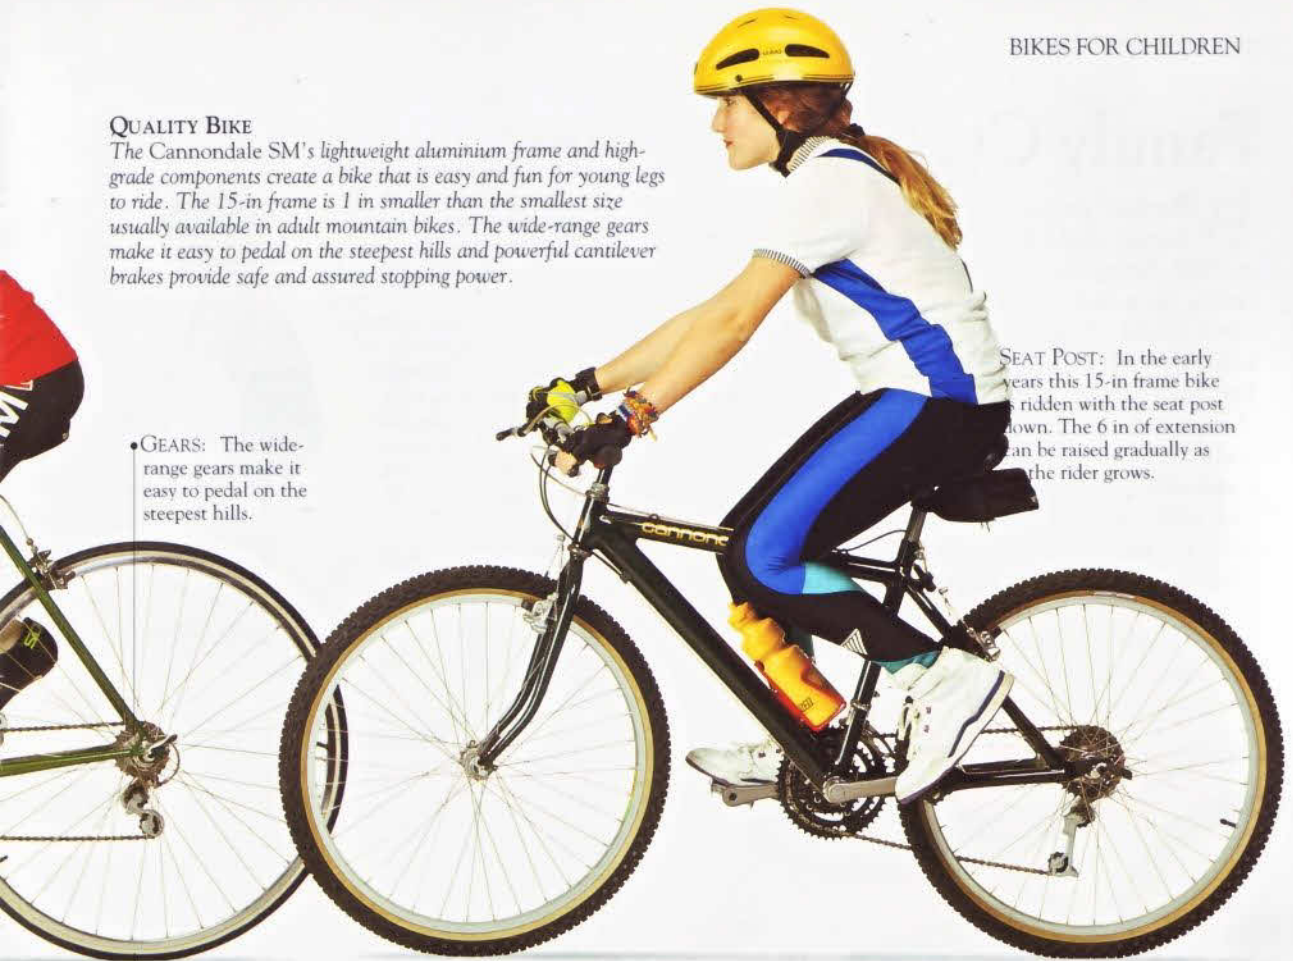 BIKES FOR CHILDREN
QUALITY BIKE
The Cannondale SM's lightweight aluminium frame and high-
grade components create a bike that is easy and fun for young legs
to ride. The 15-in frame is 1 in smaller than the smallest size
usually available in adult mountain bikes. The wide-range gears
make it easy to pedal on the steepest hills and powerful cantilever
brakes provide safe and assured stopping power.
GEARS: The wide-
range gears make it
easy to pedal on the
steepest hills.
SEAT POST: In the early
years this 15-in frame bike
ridden with the seat post
down. The 6 in of extension
can be raised gradually as
the rider grows.
cannond